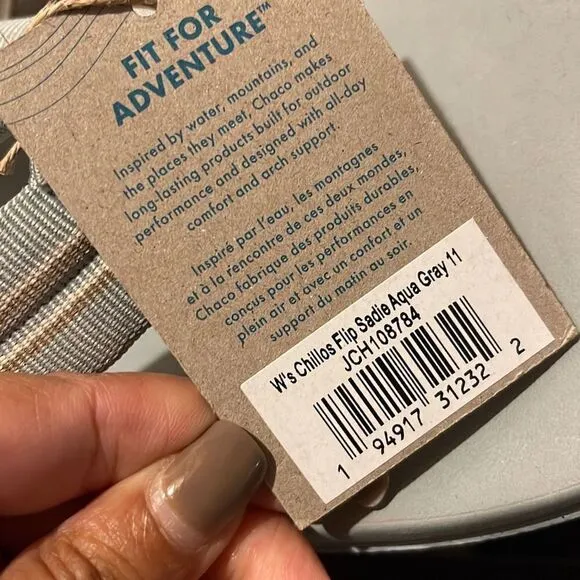 FIT FOR
ADVENTURE™
Inspired by water, mountains, and
the places they meet, Chaco makes
long-lasting products built for outdoor
performance and designed with all-day
comfort and arch support.
Inspiré par l'eau, les montagnes
et à la rencontre de ces deux mondes,
Chaco fabrique des produits durables,
conçus pour les performances en
plein air et avec un confort et un
support du matin au soir.
W's Chillos Flip Sadie Aqua Gray 11
JCH108784
1 94917 31232 2